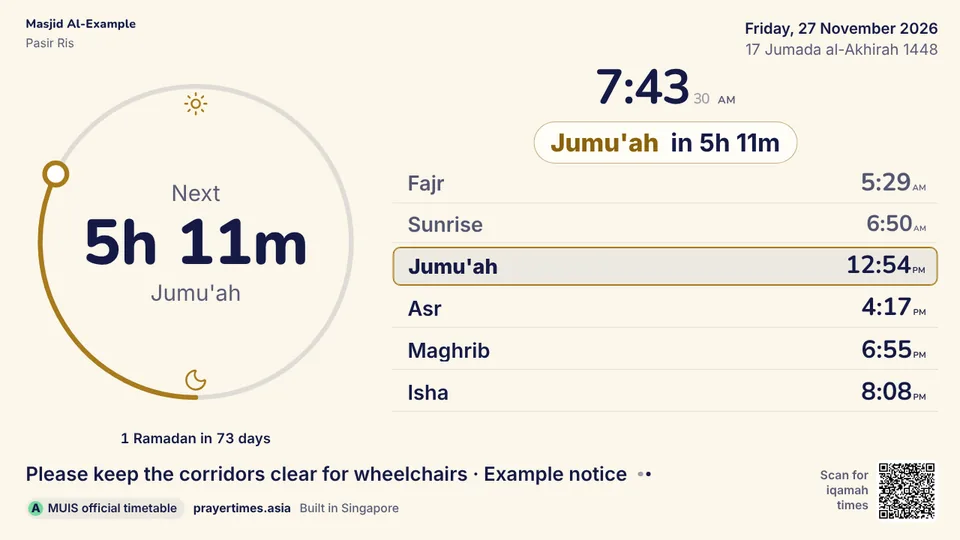 Masjid Al-Example
Pasir Ris
Friday, 27 November 2026
17 Jumada al-Akhirah 1448
7:43 30 AM
Jumu'ah in 5h 11m
Next
5h 11m
Jumu'ah
Fajr 5:29 AM
Sunrise 6:50 AM
Jumu'ah 12:54 PM
Asr 4:17 PM
Maghrib 6:55 PM
Isha 8:08 PM
1 Ramadan in 73 days
Please keep the corridors clear for wheelchairs · Example notice
Scan for
iqamah
times
A MUIS official timetable prayertimes.asia Built in Singapore